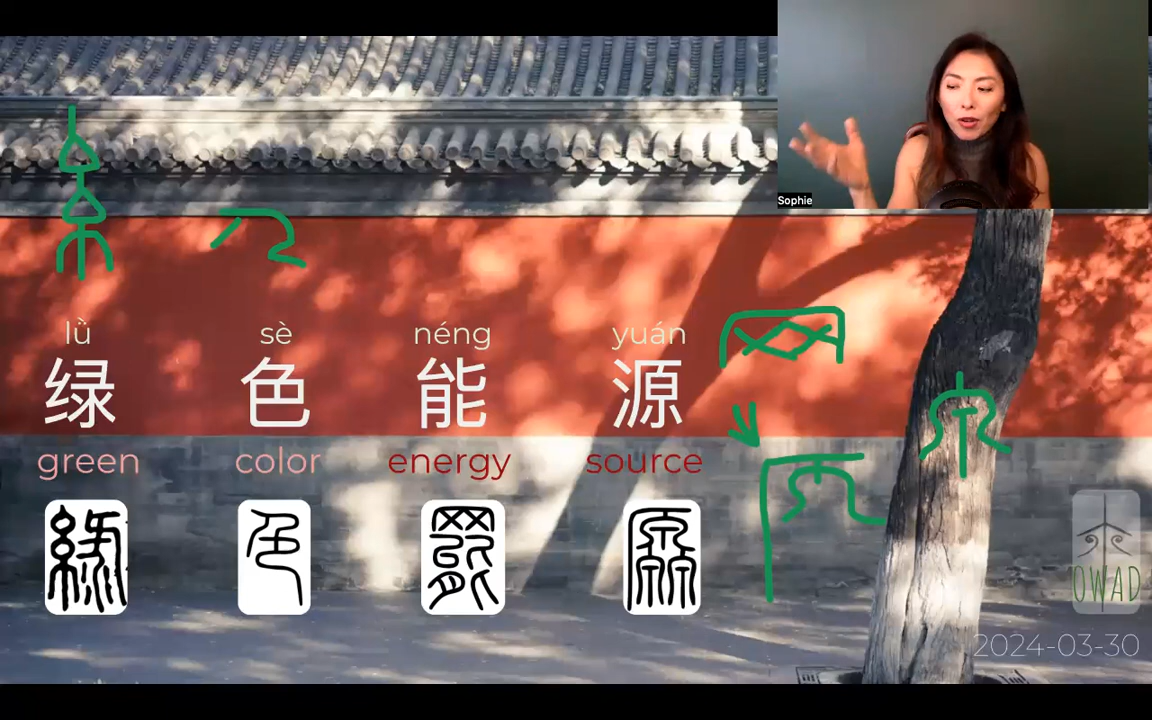 Sophie
lǜ sè néng yuán
绿 色 能 源
green color energy source
OWAD
2024-03-30